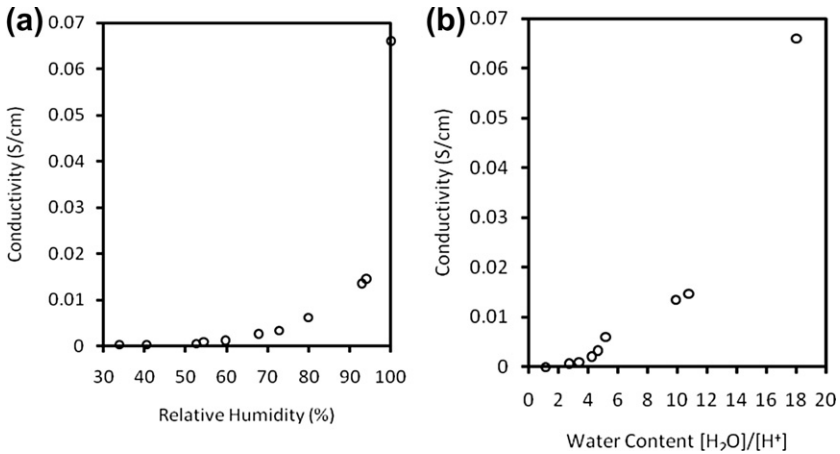 (a)
0.07
0.06
0.05
0.04
0.03
0.02
0.01
0
Conductivity (S/cm)
30 40 50 60 70 80 90 100
Relative Humidity (%)
(b)
0.07
0.06
0.05
0.04
0.03
0.02
0.01
0
Conductivity (S/cm)
0 2 4 6 8 10 12 14 16 18 20
Water Content [H₂O]/[H⁺]